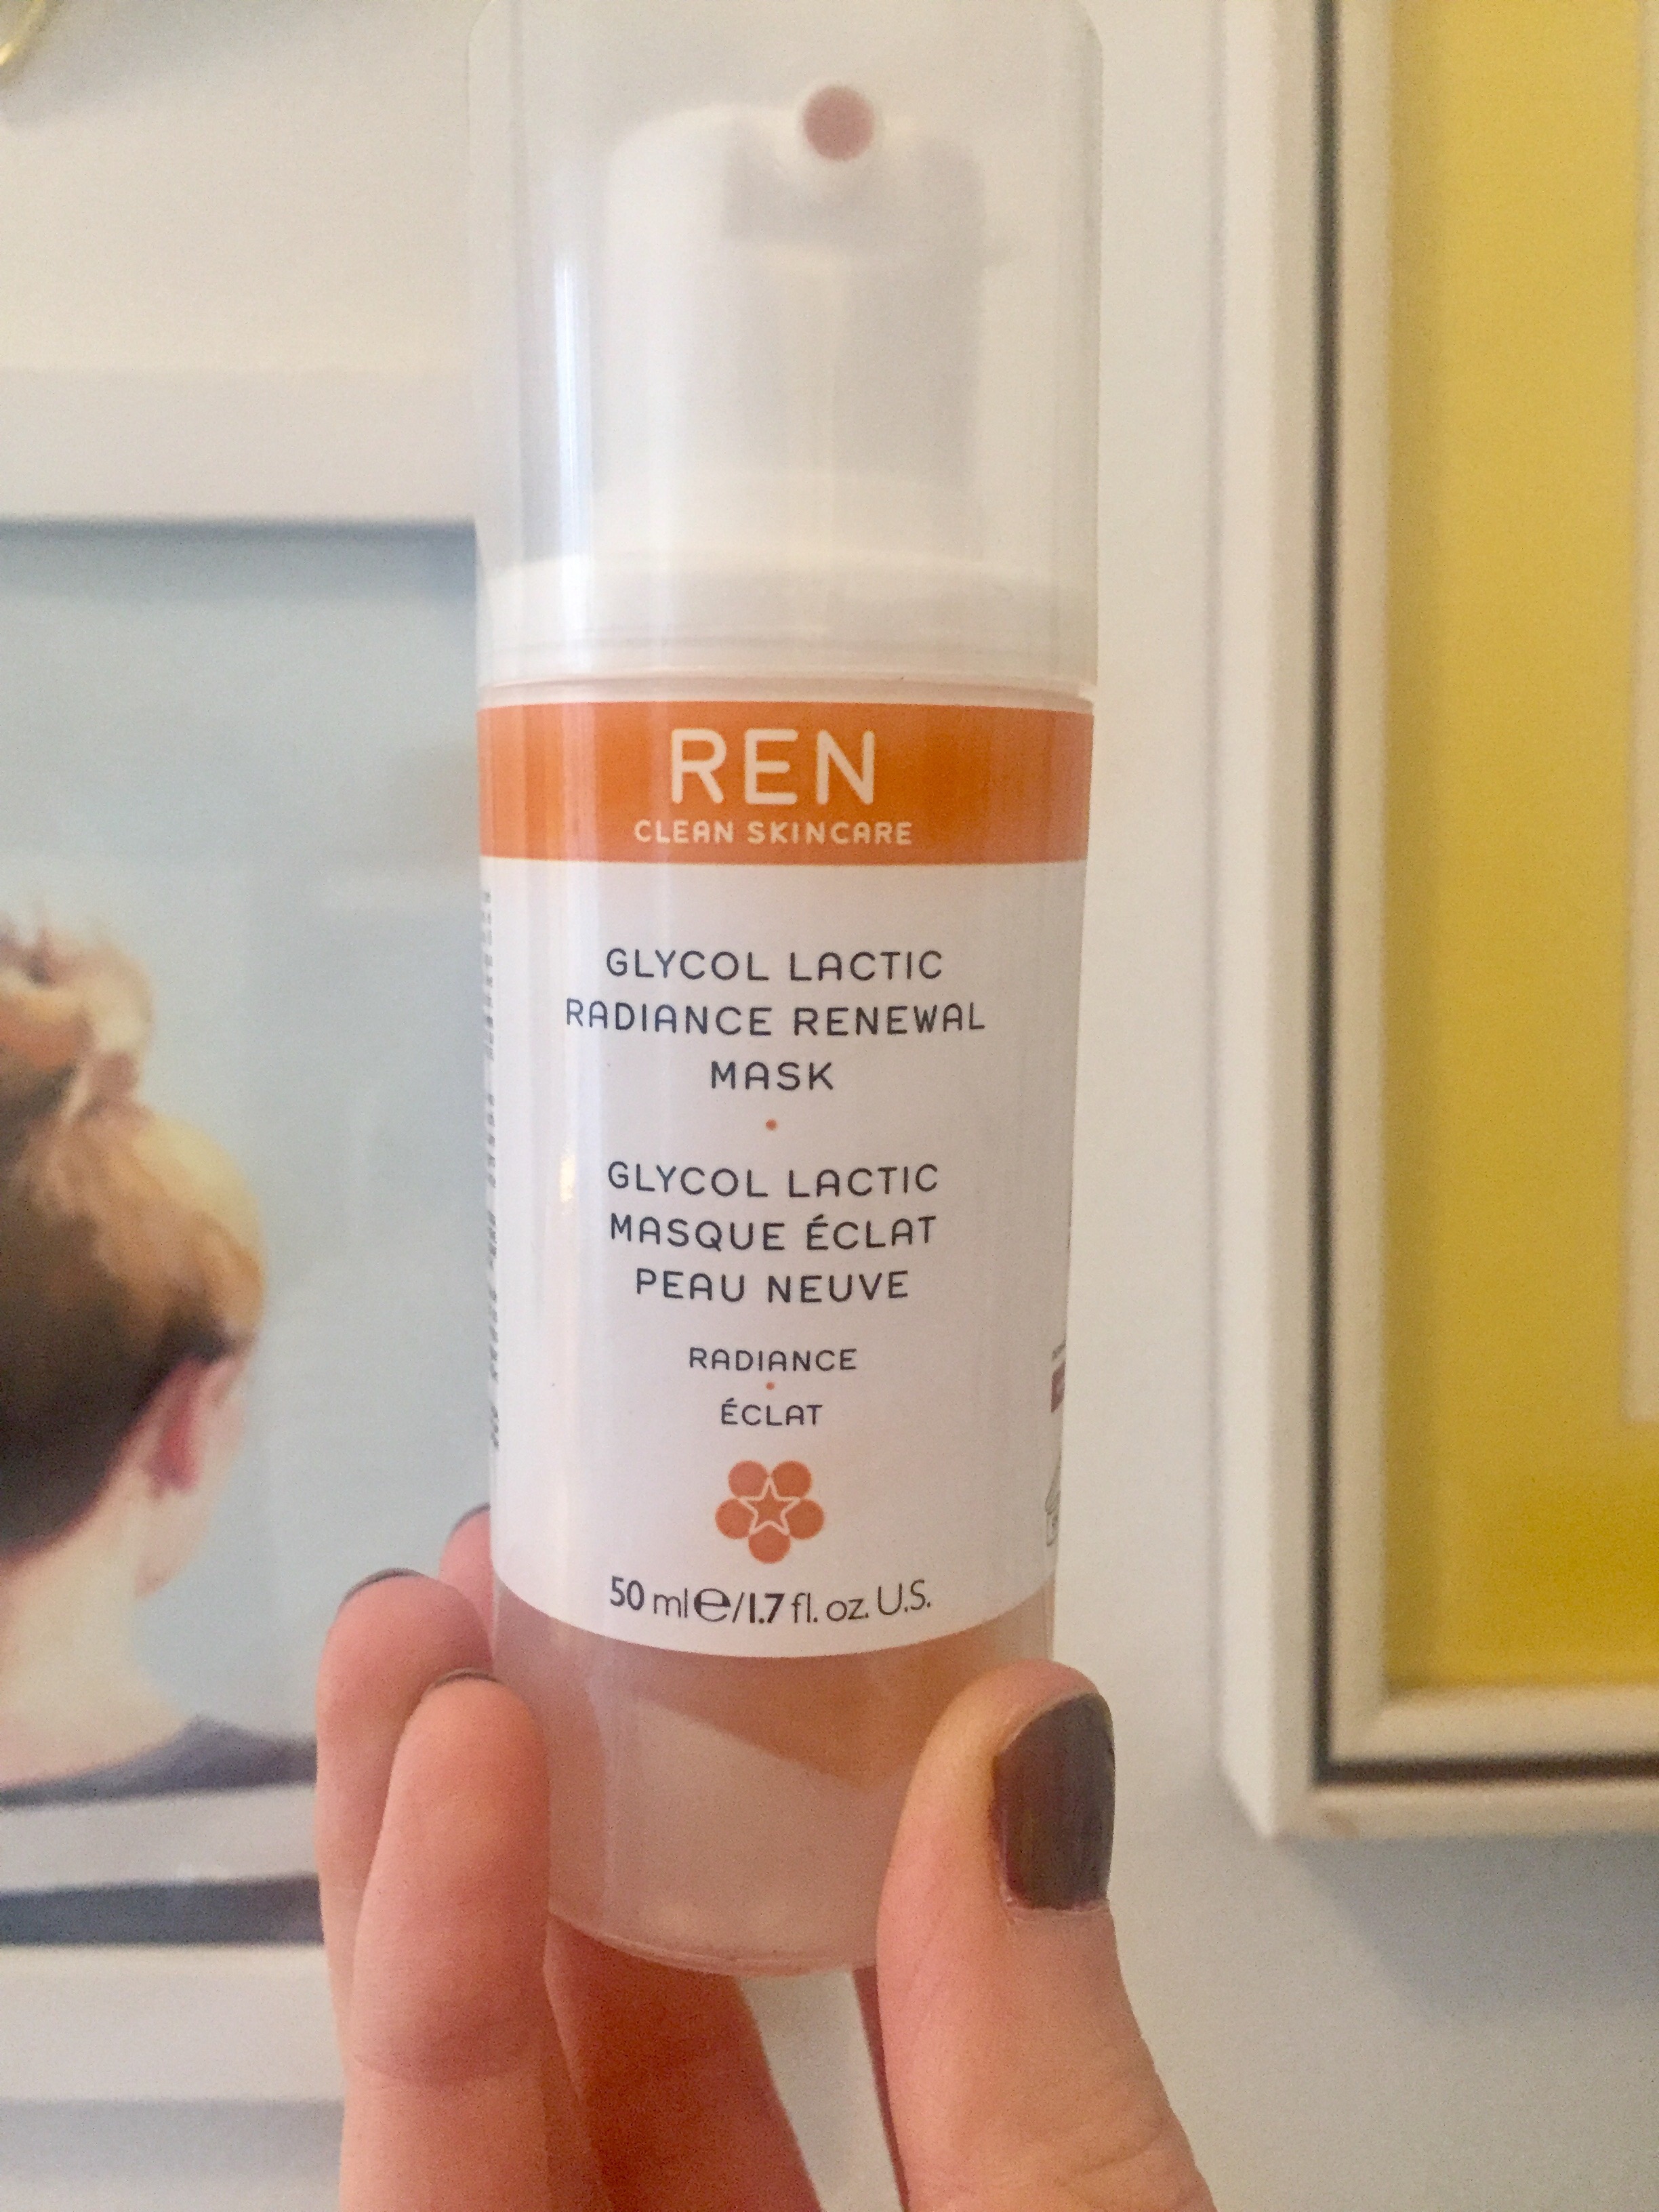 REN
CLEAN SKINCARE
GLYCOL LACTIC
RADIANCE RENEWAL
MASK
GLYCOL LACTIC
MASQUE ÉCLAT
PEAU NEUVE
RADIANCE
ÉCLAT
50 ml℮/1.7 fl. oz. U.S.